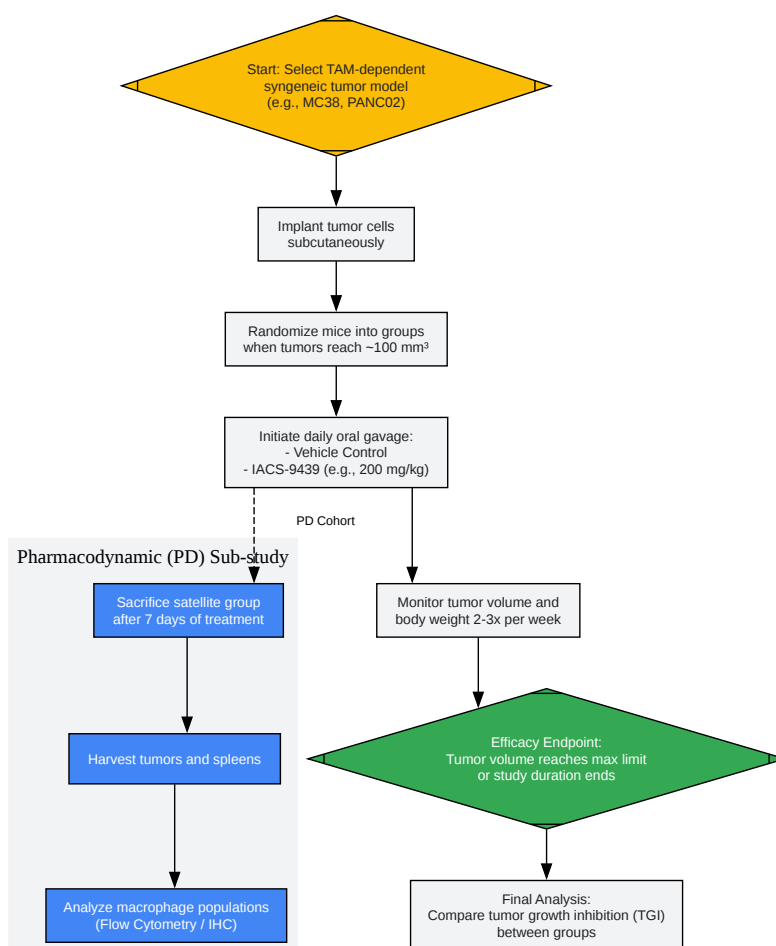 Start: Select TAM-dependent
syngeneic tumor model
(e.g., MC38, PANC02)
Implant tumor cells
subcutaneously
Randomize mice into groups
when tumors reach ~100 mm³
Initiate daily oral gavage:
- Vehicle Control
- IACS-9439 (e.g., 200 mg/kg)
PD Cohort
Pharmacodynamic (PD) Sub-study
Sacrifice satellite group
after 7 days of treatment
Monitor tumor volume and
body weight 2-3x per week
Harvest tumors and spleens
Efficacy Endpoint:
Tumor volume reaches max limit
or study duration ends
Analyze macrophage populations
(Flow Cytometry / IHC)
Final Analysis:
Compare tumor growth inhibition (TGI)
between groups